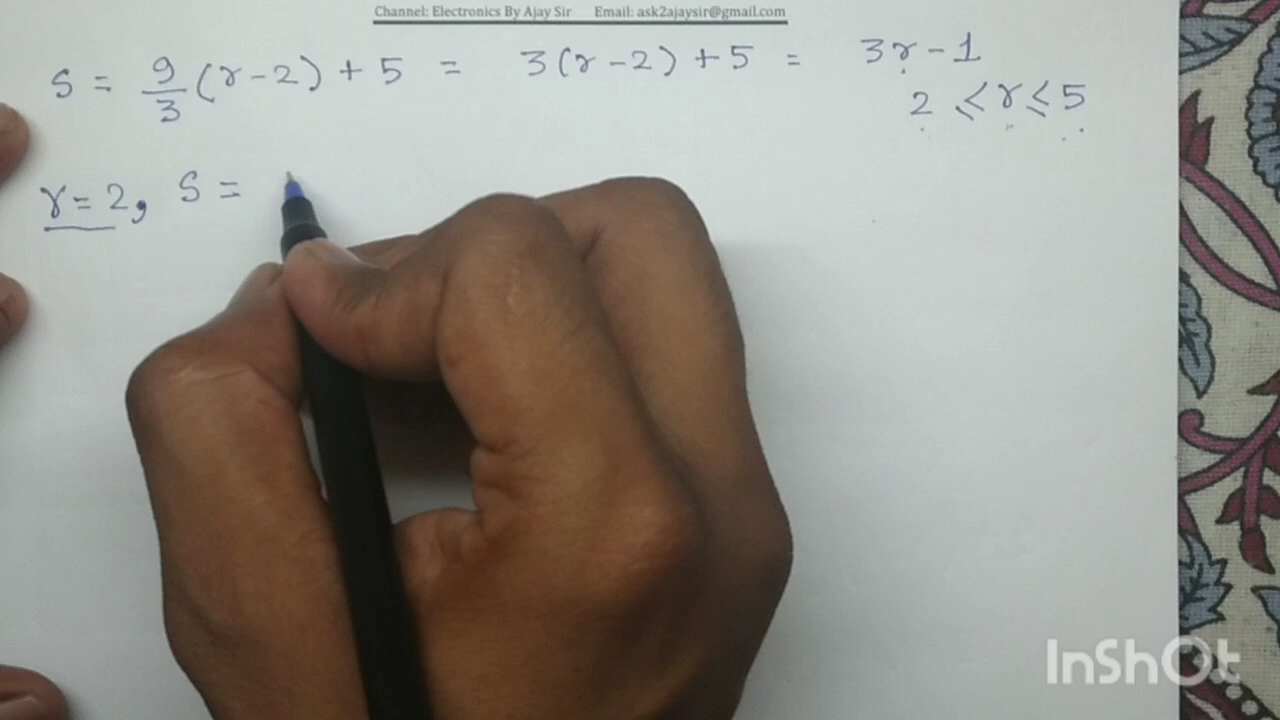 Channel: Electronics By Ajay Sir Email: ask2ajaysir@gmail.com
S = 9/3 (r - 2) + 5 = 3(r - 2) + 5 = 3r - 1
2 ≤ r ≤ 5
r = 2, S =
InShOt